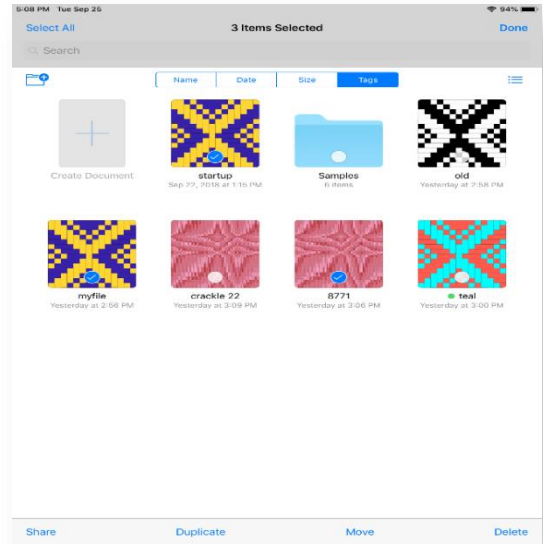 5:08 PM Tue Sep 25 94%
Select All 3 Items Selected Done
Search
Name Date Size Tags
Create Document startup Samples old
Sep 22, 2018 at 1:15 PM 6 items Yesterday at 2:58 PM
myfile crackle 22 8771 teal
Yesterday at 2:56 PM Yesterday at 3:09 PM Yesterday at 3:06 PM Yesterday at 3:00 PM
Share Duplicate Move Delete